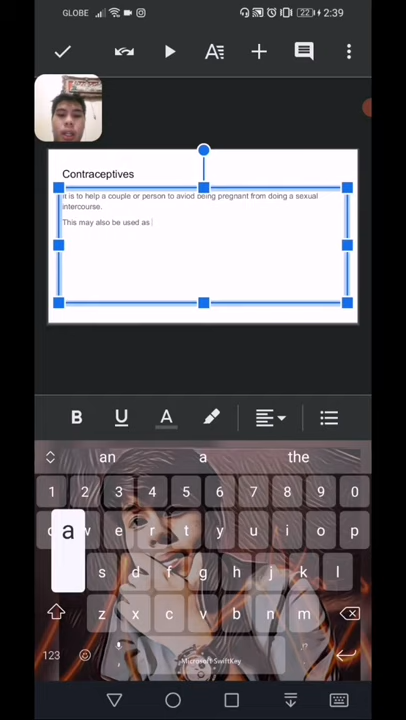 GLOBE 22 2:39
Contraceptives
It is to help a couple or person to aviod being pregnant from doing a sexual
intercourse.
This may also be used as
B U A
an a the
1 2 3 4 5 6 7 8 9 0
a
q w e r t y u i o p
s d f g h j k l
z x c v b n m
123 , Microsoft SwiftKey